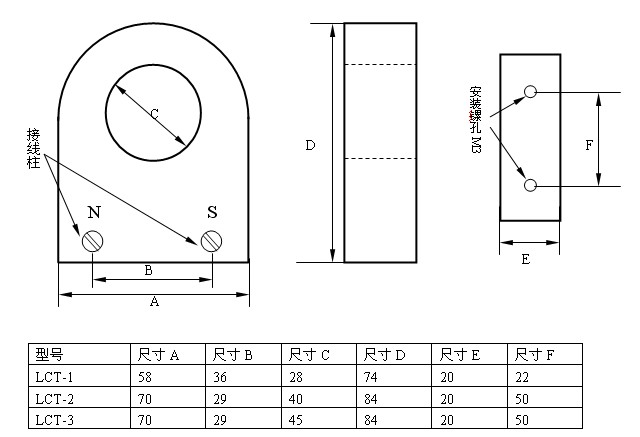 C
接线柱
N S
B
A
D
安装镙孔 M3
F
E
型号 尺寸 A 尺寸 B 尺寸 C 尺寸 D 尺寸 E 尺寸 F
LCT-1 58 36 28 74 20 22
LCT-2 70 29 40 84 20 50
LCT-3 70 29 45 84 20 50